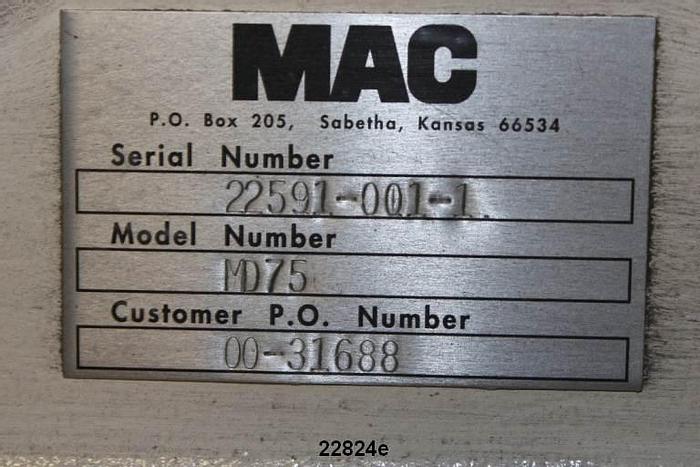 MAC
P.O. Box 205, Sabetha, Kansas 66534
Serial Number
22591-001-1
Model Number
MD75
Customer P.O. Number
00-31688
22824e